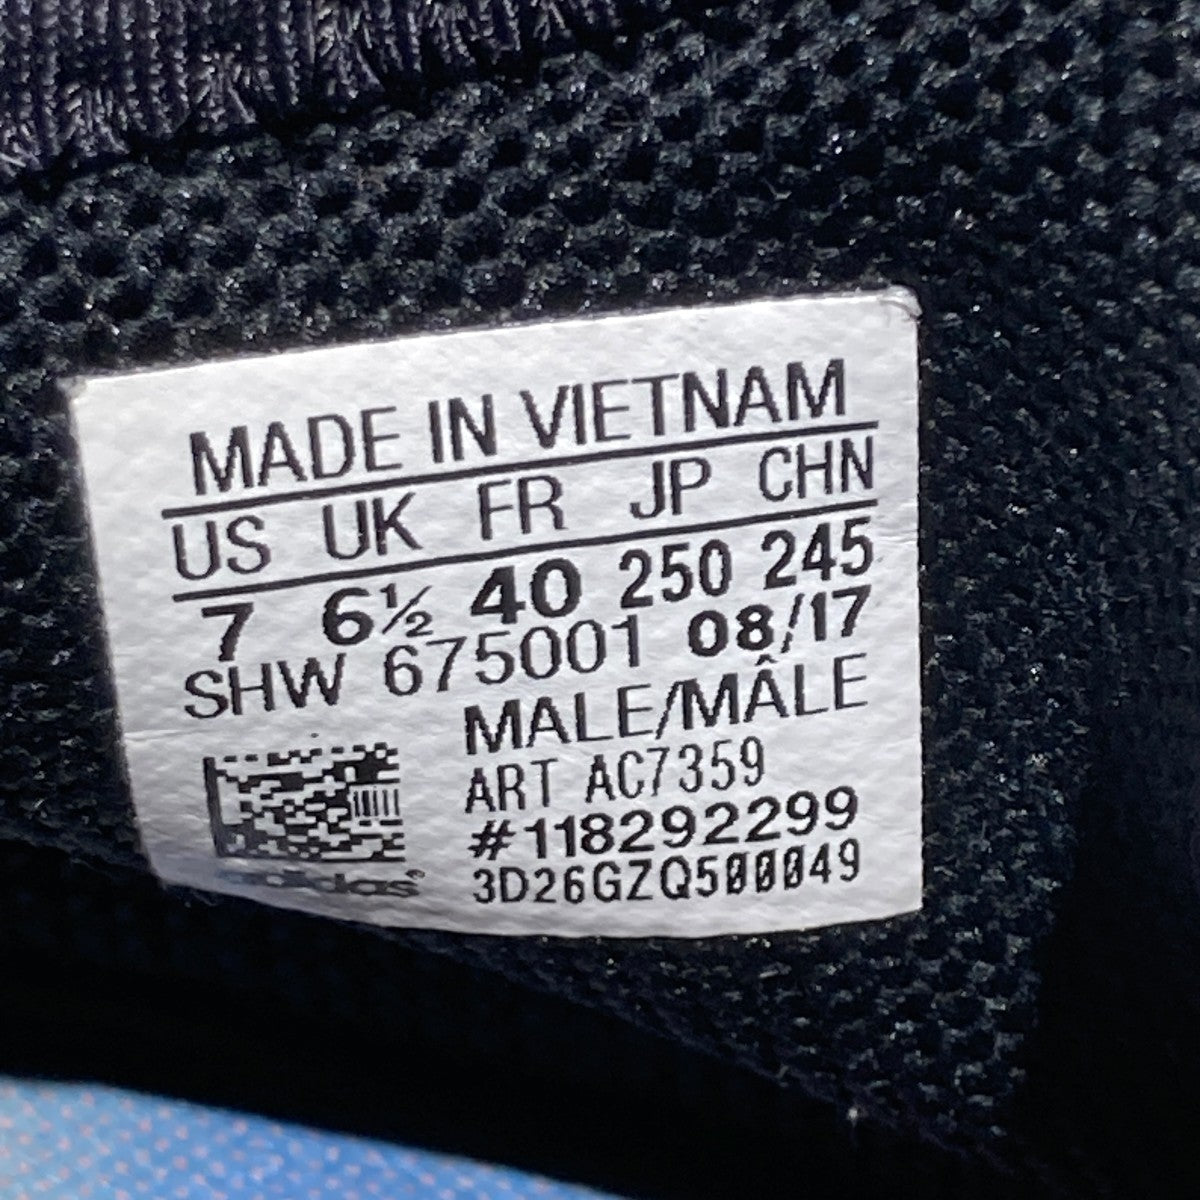 MADE IN VIETNAM
US UK FR JP CHN
7 6½ 40 250 245
SHW 675001 08/17
MALE/MÂLE
ART AC7359
#118292299
3D26GZQ500049
adidas®